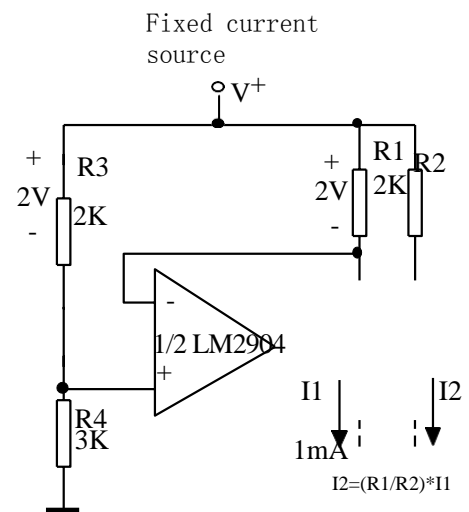 Fixed current
source
V+
+
2V
-
R3
2K
+
2V
-
R1
2K
R2
-
1/2 LM2904
+
R4
3K
I1
I2
1mA
I2=(R1/R2)*I1